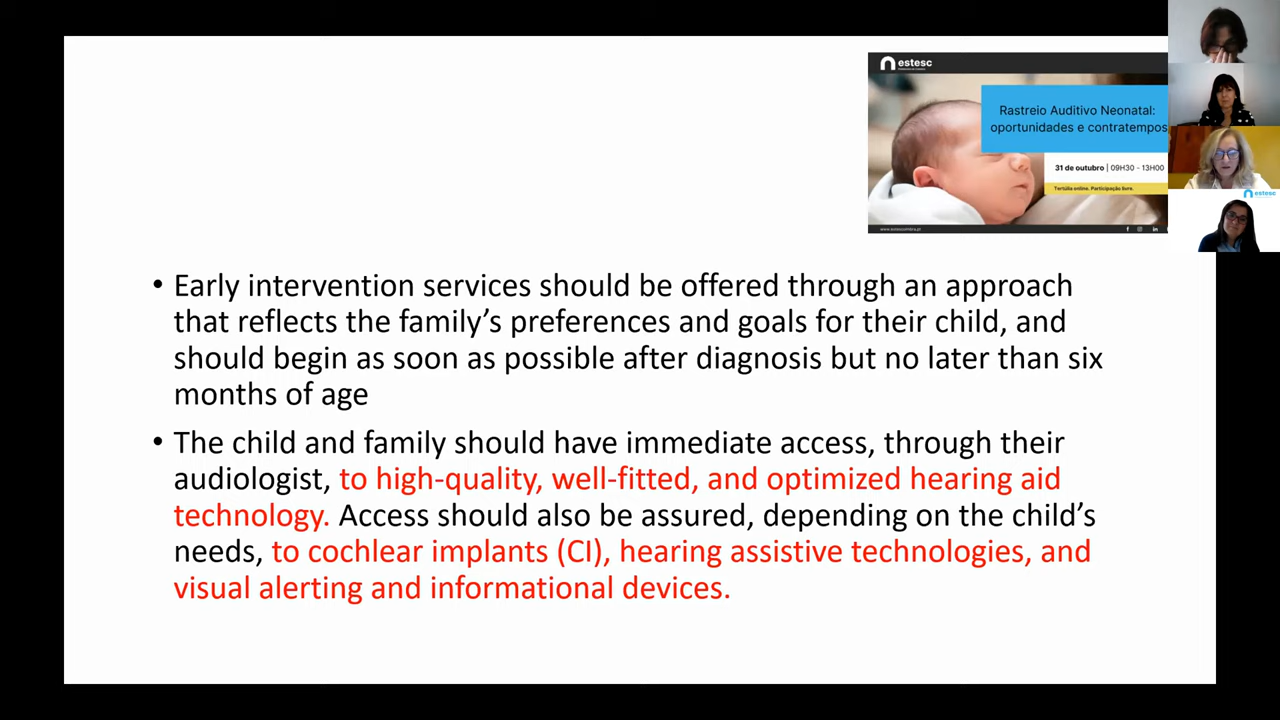 estesc
Rastreio Auditivo Neonatal:
oportunidades e contratempos
31 de outubro | 09H30 - 13H00
Tertúlia online. Participação livre.
www.estescoimbra.pt
estesc
• Early intervention services should be offered through an approach
that reflects the family’s preferences and goals for their child, and
should begin as soon as possible after diagnosis but no later than six
months of age
• The child and family should have immediate access, through their
audiologist, to high-quality, well-fitted, and optimized hearing aid
technology. Access should also be assured, depending on the child’s
needs, to cochlear implants (CI), hearing assistive technologies, and
visual alerting and informational devices.